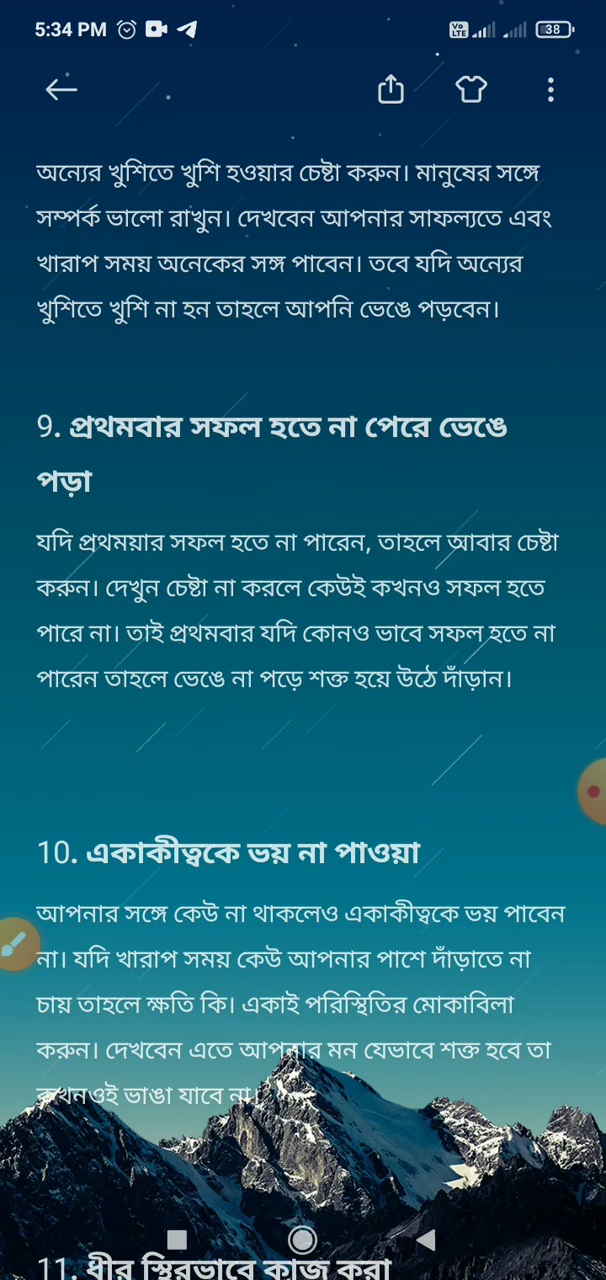 5:34 PM
Vo LTE 38
অন্যের খুশিতে খুশি হওয়ার চেষ্টা করুন। মানুষের সঙ্গে
সম্পর্ক ভালো রাখুন। দেখবেন আপনার সাফল্যতে এবং
খারাপ সময় অনেকের সঙ্গ পাবেন। তবে যদি অন্যের
খুশিতে খুশি না হন তাহলে আপনি ভেঙে পড়বেন।
9. প্রথমবার সফল হতে না পেরে ভেঙে
পড়া
যদি প্রথময়ার সফল হতে না পারেন, তাহলে আবার চেষ্টা
করুন। দেখুন চেষ্টা না করলে কেউই কখনও সফল হতে
পারে না। তাই প্রথমবার যদি কোনও ভাবে সফল হতে না
পারেন তাহলে ভেঙে না পড়ে শক্ত হয়ে উঠে দাঁড়ান।
10. একাকীত্বকে ভয় না পাওয়া
আপনার সঙ্গে কেউ না থাকলেও একাকীত্বকে ভয় পাবেন
না। যদি খারাপ সময় কেউ আপনার পাশে দাঁড়াতে না
চায় তাহলে ক্ষতি কি। একাই পরিস্থিতির মোকাবিলা
করুন। দেখবেন এতে আপনার মন যেভাবে শক্ত হবে তা
কখনওই ভাঙা যাবে না।
11. ধীর স্থিরভাবে কাজ করা